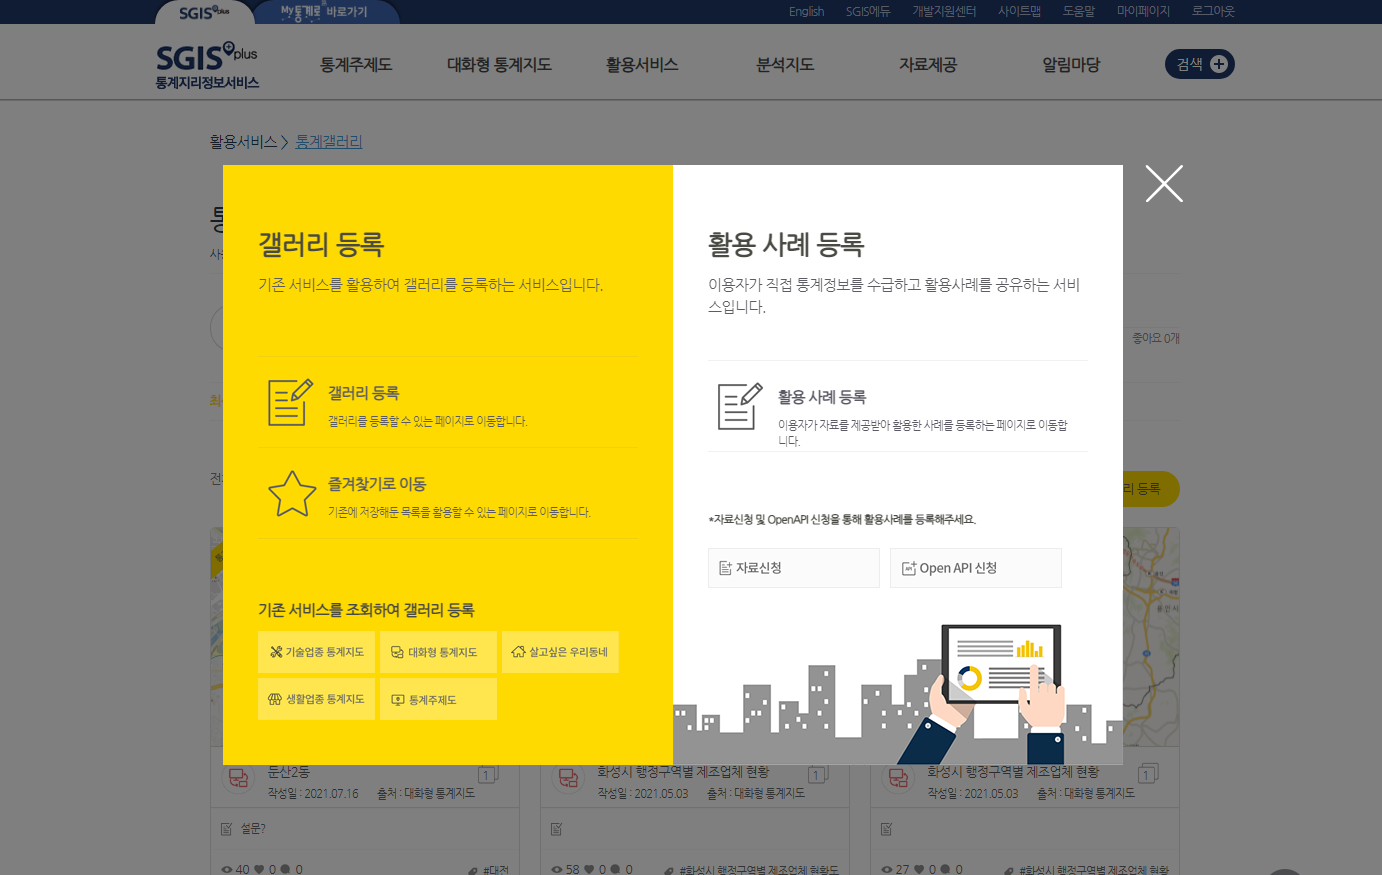 SGIS plus
My통계로 바로가기
English SGIS에듀 개발지원센터 사이트맵 도움말 마이페이지 로그아웃
SGIS plus
통계지리정보서비스
통계주제도 대화형 통계지도 활용서비스 분석지도 자료제공 알림마당 검색
활용서비스 > 통계갤러리
갤러리 등록
기존 서비스를 활용하여 갤러리를 등록하는 서비스입니다.
갤러리 등록
갤러리를 등록할 수 있는 페이지로 이동합니다.
즐겨찾기로 이동
기존에 저장해둔 목록을 활용할 수 있는 페이지로 이동합니다.
기존 서비스를 조회하여 갤러리 등록
기술업종 통계지도 대화형 통계지도 살고싶은 우리동네
생활업종 통계지도 통계주제도
활용 사례 등록
이용자가 직접 통계정보를 수급하고 활용사례를 공유하는 서비
스입니다.
활용 사례 등록
이용자가 자료를 제공받아 활용한 사례를 등록하는 페이지로 이동합
니다.
*자료신청 및 OpenAPI 신청을 통해 활용사례를 등록해주세요.
자료신청 Open API 신청
좋아요 0개
리 등록
둔산2동 1
작성일 : 2021.07.16 출처 : 대화형 통계지도
설문?
40 0 0 #대전
화성시 행정구역별 제조업체 현황 1
작성일 : 2021.05.03 출처 : 대화형 통계지도
58 0 0 #화성시 행정구역별 제조업체 현황도
화성시 행정구역별 제조업체 현황 1
작성일 : 2021.05.03 출처 : 대화형 통계지도
27 0 0 #화성시 행정구역별 제조업체 현황